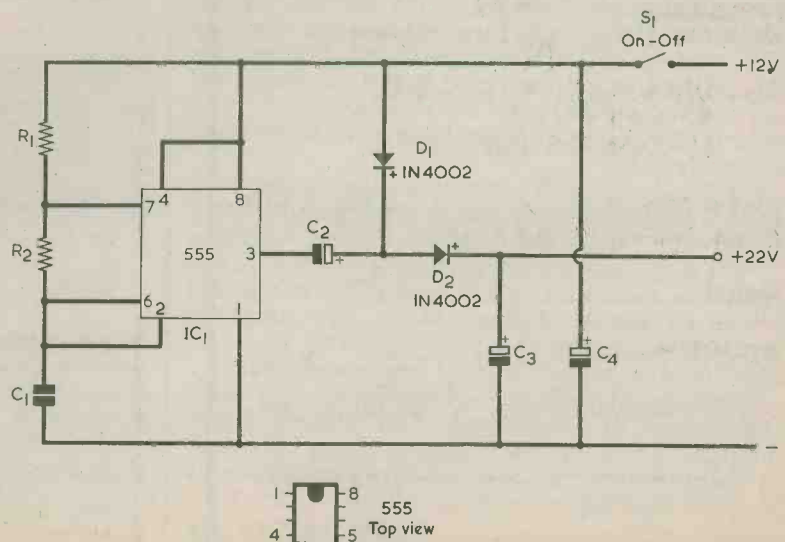 S1
On-Off
+12V
R1
D1
+ 1N4002
4
8
7
R2
555
3
C2
+
+
D2
1N4002
+22V
6
2
1
IC1
+
C3
+
C4
C1
-
1
8
555
Top view
4
5